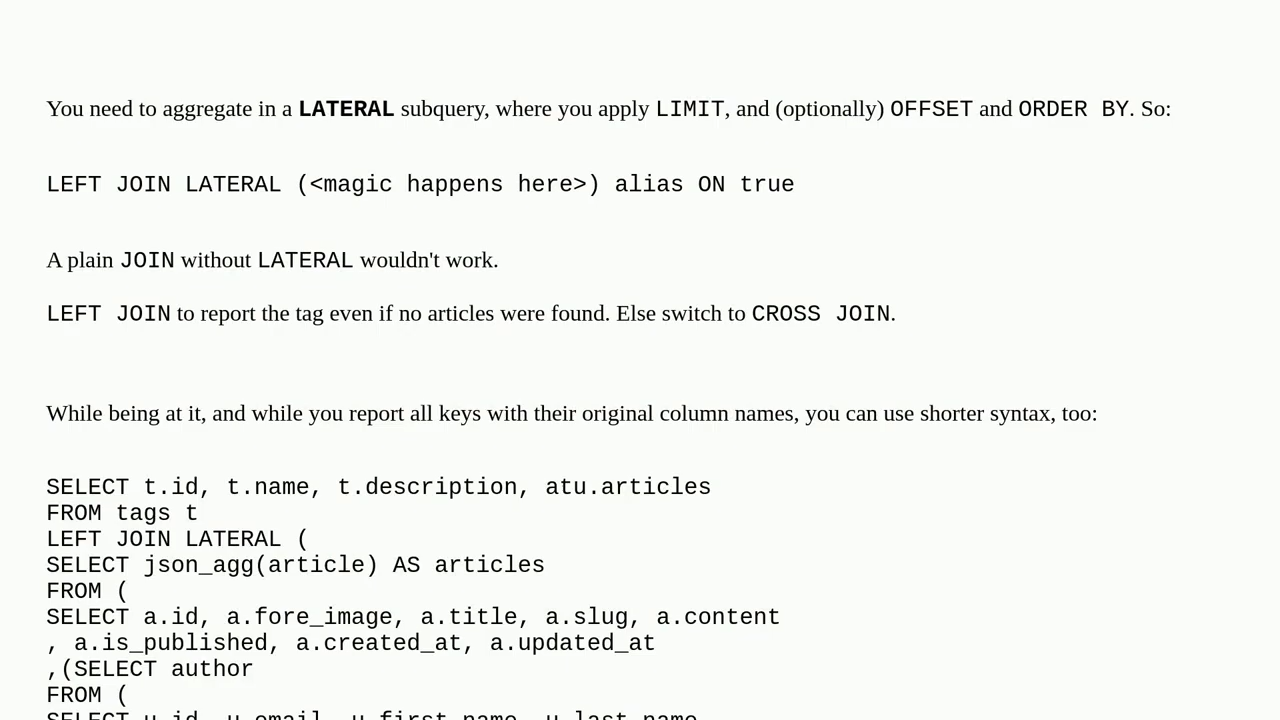 You need to aggregate in a LATERAL subquery, where you apply LIMIT, and (optionally) OFFSET and ORDER BY. So:
LEFT JOIN LATERAL (<magic happens here>) alias ON true
A plain JOIN without LATERAL wouldn't work.
LEFT JOIN to report the tag even if no articles were found. Else switch to CROSS JOIN.
While being at it, and while you report all keys with their original column names, you can use shorter syntax, too:
SELECT t.id, t.name, t.description, atu.articles
FROM tags t
LEFT JOIN LATERAL (
SELECT json_agg(article) AS articles
FROM (
SELECT a.id, a.fore_image, a.title, a.slug, a.content
, a.is_published, a.created_at, a.updated_at
,(SELECT author
FROM (
SELECT u.id, u.email, u.first_name, u.last_name